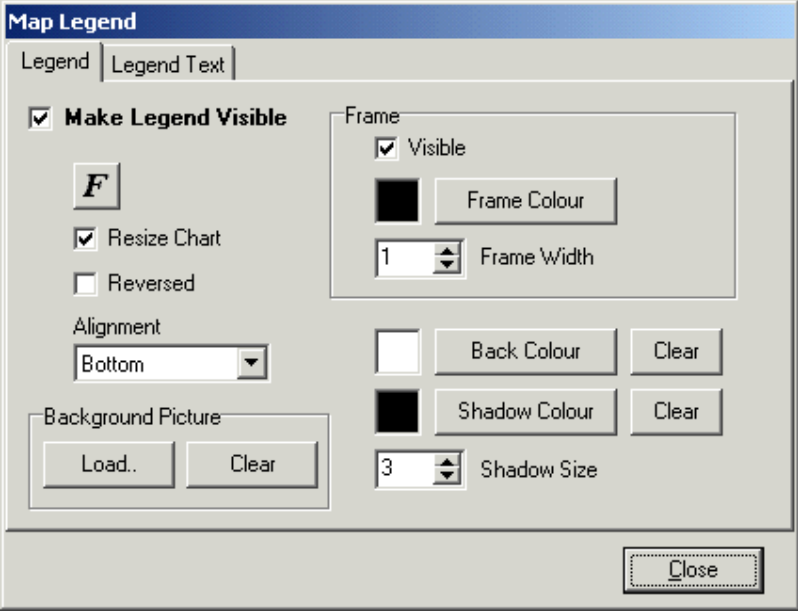 Map Legend
Legend
Legend Text
Make Legend Visible
F
Resize Chart
Reversed
Alignment
Bottom
Background Picture
Load..
Clear
Frame
Visible
Frame Colour
1
Frame Width
Back Colour
Clear
Shadow Colour
Clear
3
Shadow Size
Close